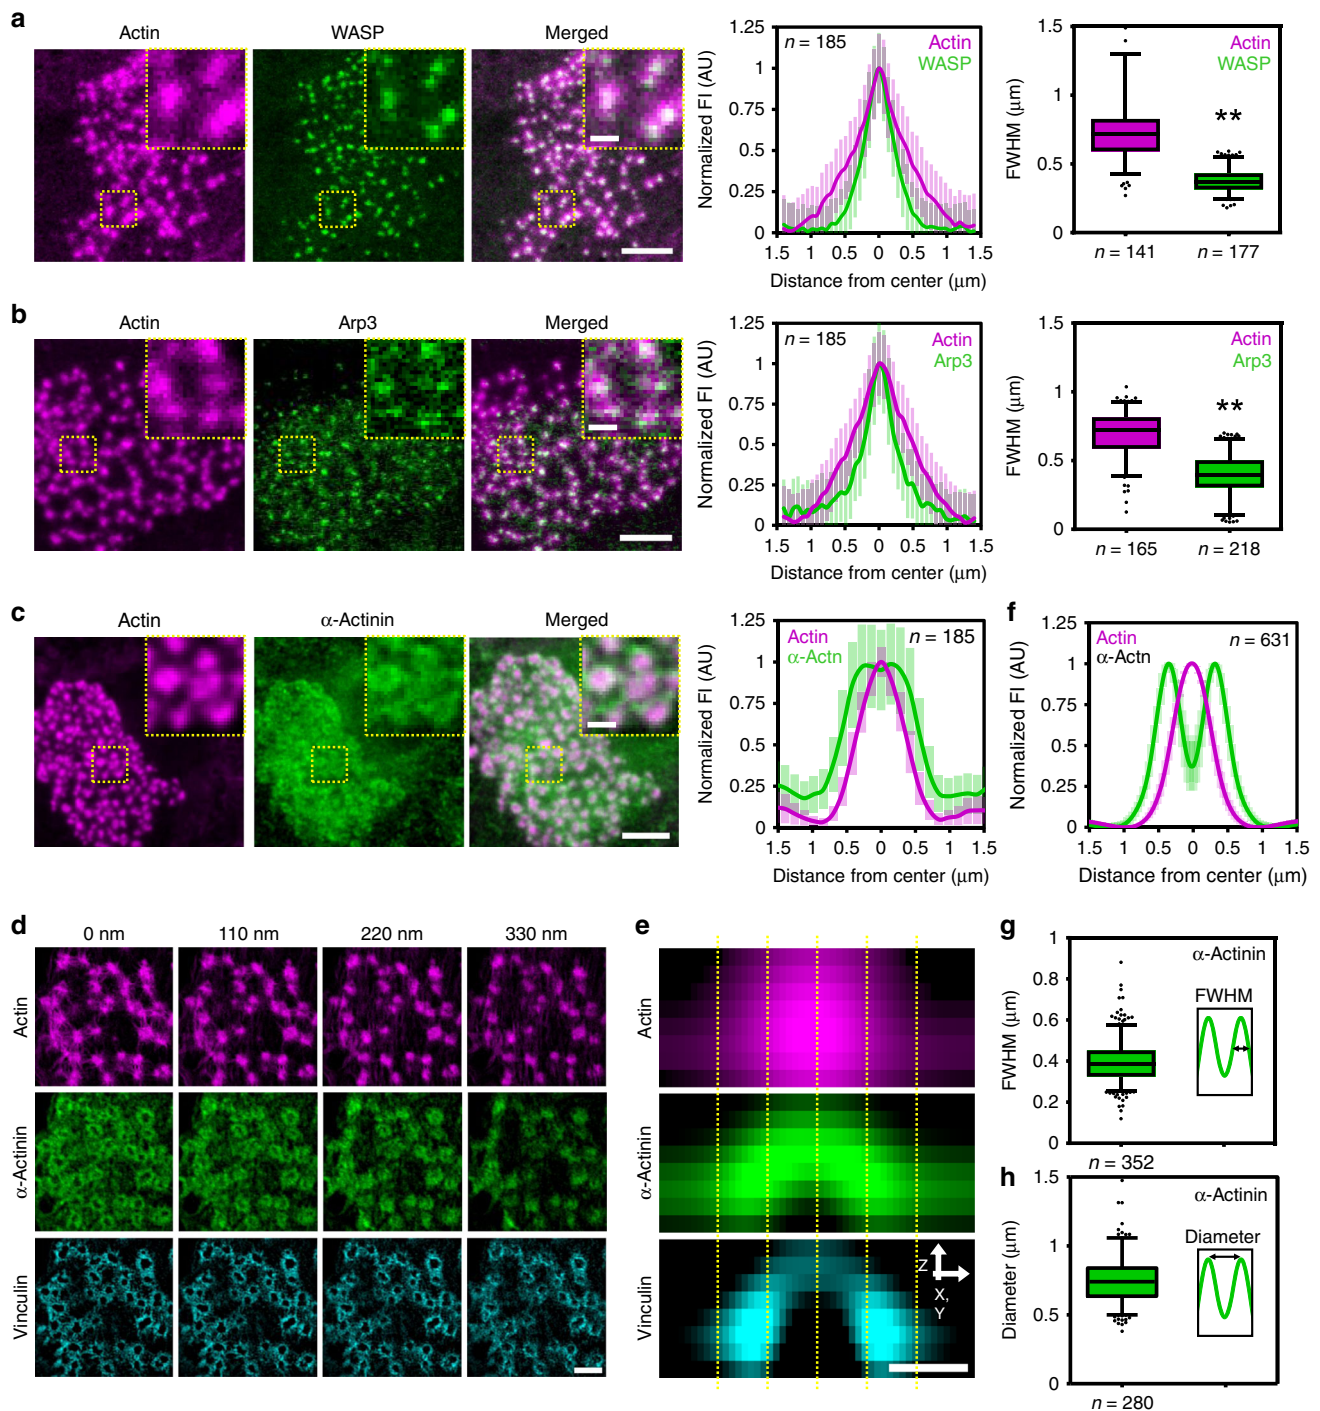 a
Actin
WASP
Merged
Normalized FI (AU)
1.25
1
0.75
0.5
0.25
0
n = 185
Actin
WASP
1.5 1 0.5 0 0.5 1 1.5
Distance from center (μm)
FWHM (μm)
1.5
1
0.5
0
Actin
WASP
**
n = 141
n = 177
b
Actin
Arp3
Merged
Normalized FI (AU)
1.25
1
0.75
0.5
0.25
0
n = 185
Actin
Arp3
1.5 1 0.5 0 0.5 1 1.5
Distance from center (μm)
FWHM (μm)
1.5
1
0.5
0
Actin
Arp3
**
n = 165
n = 218
c
Actin
α-Actinin
Merged
Normalized FI (AU)
1.25
1
0.75
0.5
0.25
0
Actin
α-Actn
n = 185
1.5 1 0.5 0 0.5 1 1.5
Distance from center (μm)
f
Normalized FI (AU)
1.25
1
0.75
0.5
0.25
0
Actin
α-Actn
n = 631
1.5 1 0.5 0 0.5 1 1.5
Distance from center (μm)
d
0 nm
110 nm
220 nm
330 nm
Actin
α-Actinin
Vinculin
e
Actin
α-Actinin
Vinculin
Z
X,
Y
g
FWHM (μm)
1
0.8
0.6
0.4
0.2
0
α-Actinin
FWHM
n = 352
h
Diameter (μm)
1.5
1
0.5
0
α-Actinin
Diameter
n = 280